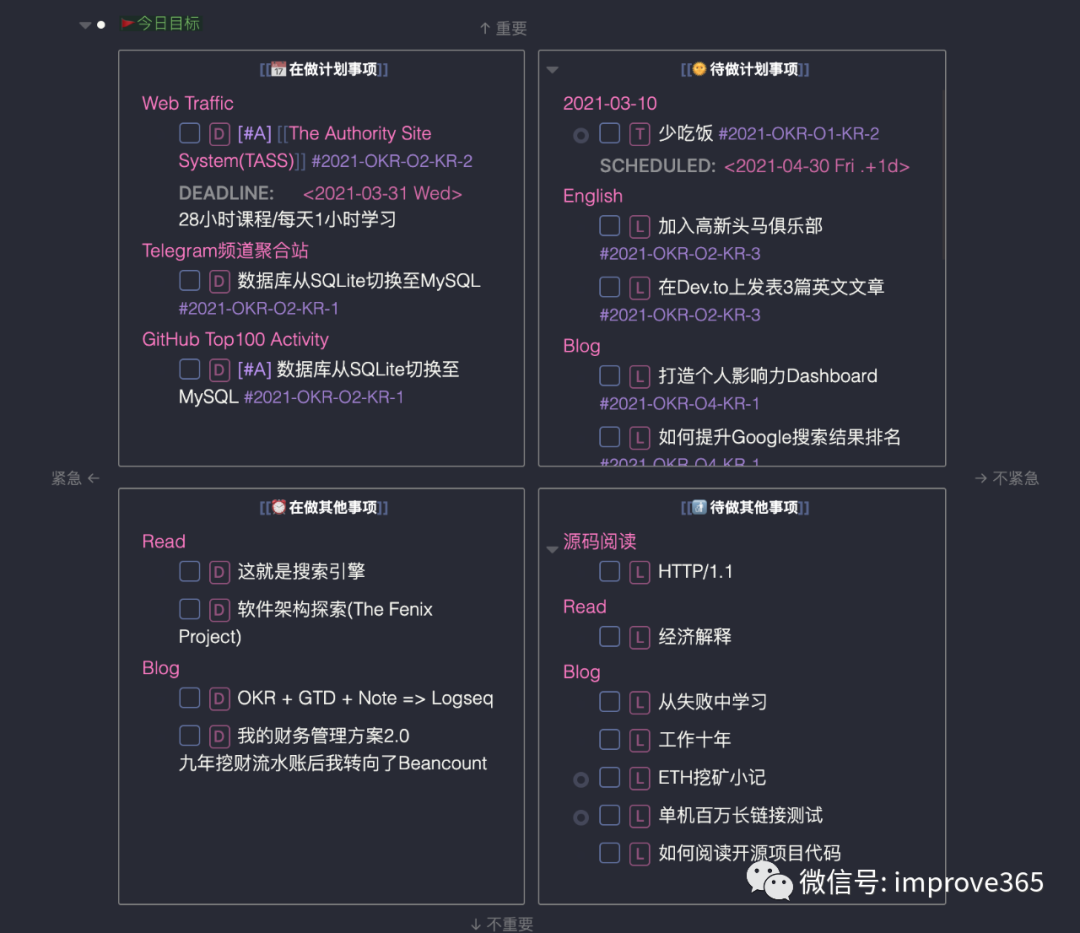 今日目标
↑ 重要
[[📅在做计划事项]]
Web Traffic
D [#A] [[The Authority Site
System(TASS)]] #2021-OKR-O2-KR-2
DEADLINE: <2021-03-31 Wed>
28小时课程/每天1小时学习
Telegram频道聚合站
D 数据库从SQLite切换至MySQL
#2021-OKR-O2-KR-1
GitHub Top100 Activity
D [#A] 数据库从SQLite切换至
MySQL #2021-OKR-O2-KR-1
[[😶待做计划事项]]
2021-03-10
T 少吃饭 #2021-OKR-O1-KR-2
SCHEDULED: <2021-04-30 Fri .+1d>
English
L 加入高新头马俱乐部
#2021-OKR-O2-KR-3
L 在Dev.to上发表3篇英文文章
#2021-OKR-O2-KR-3
Blog
L 打造个人影响力Dashboard
#2021-OKR-O4-KR-1
L 如何提升Google搜索结果排名
#2021-OKR-O4-KR-1
紧急 ←
→ 不紧急
[[⏰在做其他事项]]
Read
D 这就是搜索引擎
D 软件架构探索(The Fenix
Project)
Blog
D OKR + GTD + Note => Logseq
D 我的财务管理方案2.0
九年挖财流水账后我转向了Beancount
[[待做其他事项]]
源码阅读
L HTTP/1.1
Read
L 经济解释
Blog
L 从失败中学习
L 工作十年
L ETH挖矿小记
L 单机百万长链接测试
L 如何阅读开源项目代码
微信号: improve365
↓ 不重要